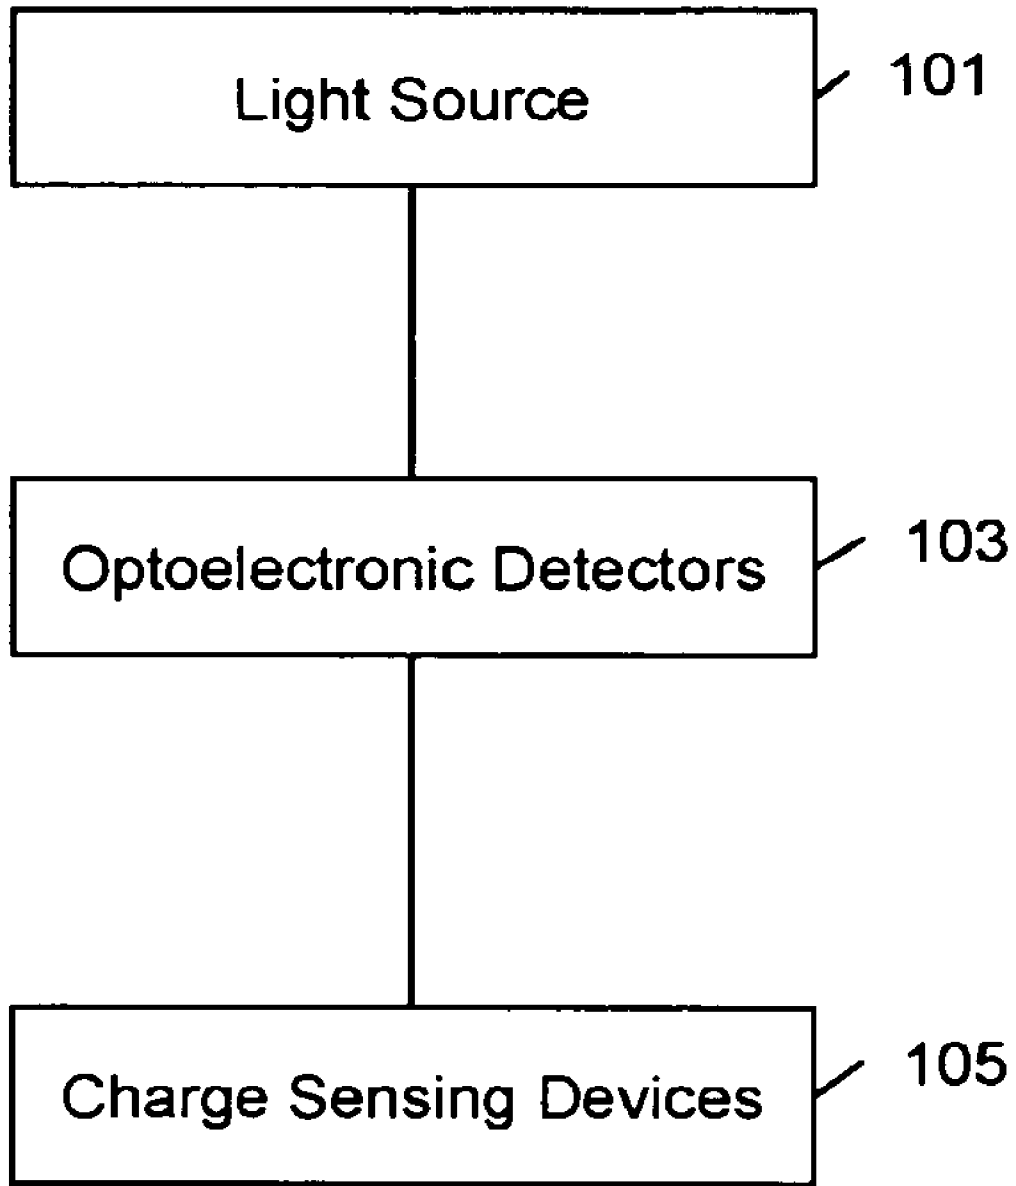 Light Source
101
Optoelectronic Detectors
103
Charge Sensing Devices
105